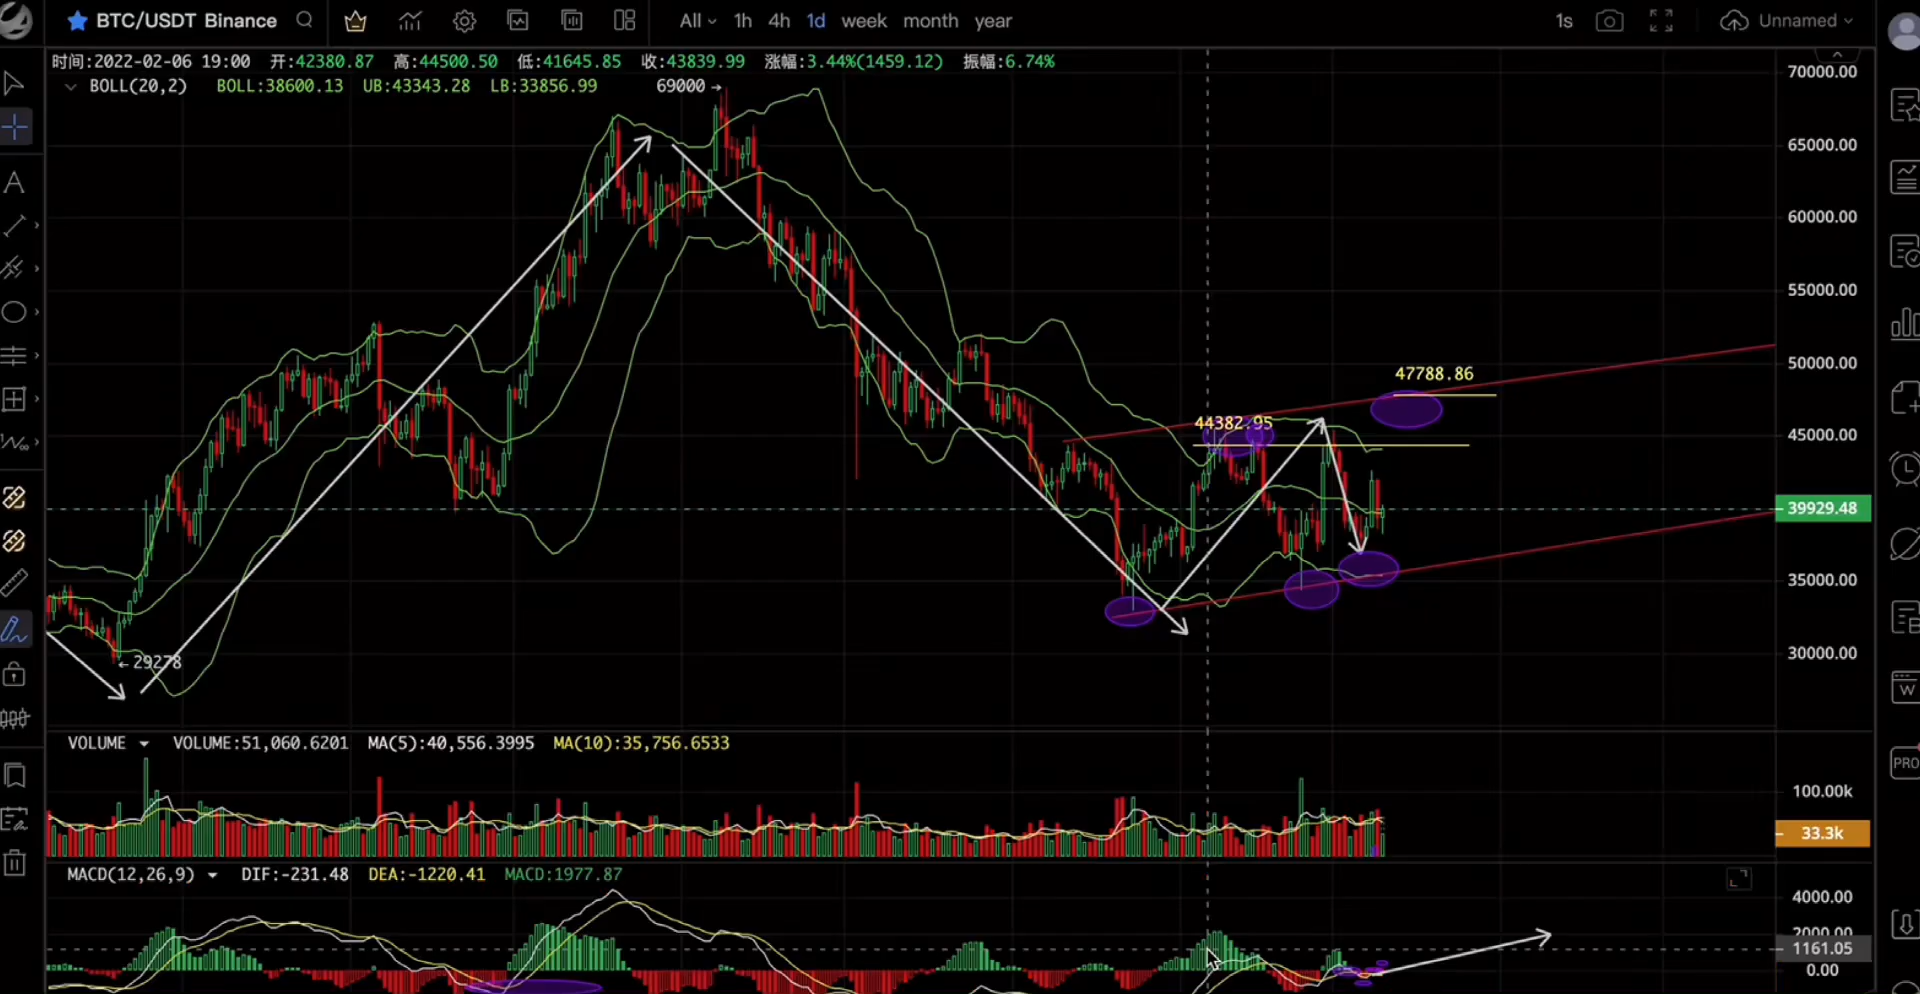 BTC/USDT Binance All 1h 4h 1d week month year 1s Unnamed
时间:2022-02-06 19:00 开:42380.87 高:44500.50 低:41645.85 收:43839.99 涨幅:3.44%(1459.12) 振幅:6.74%
BOLL(20,2) BOLL:38600.13 UB:43343.28 LB:33856.99
69000
70000.00
65000.00
60000.00
55000.00
50000.00
47788.86
44382.95
45000.00
39929.48
35000.00
30000.00
29278
VOLUME VOLUME:51,060.6201 MA(5):40,556.3995 MA(10):35,756.6533
100.00k
33.3k
MACD(12,26,9) DIF:-231.48 DEA:-1220.41 MACD:1977.87
4000.00
2000.00
1161.05
0.00
A
B
W
PRO